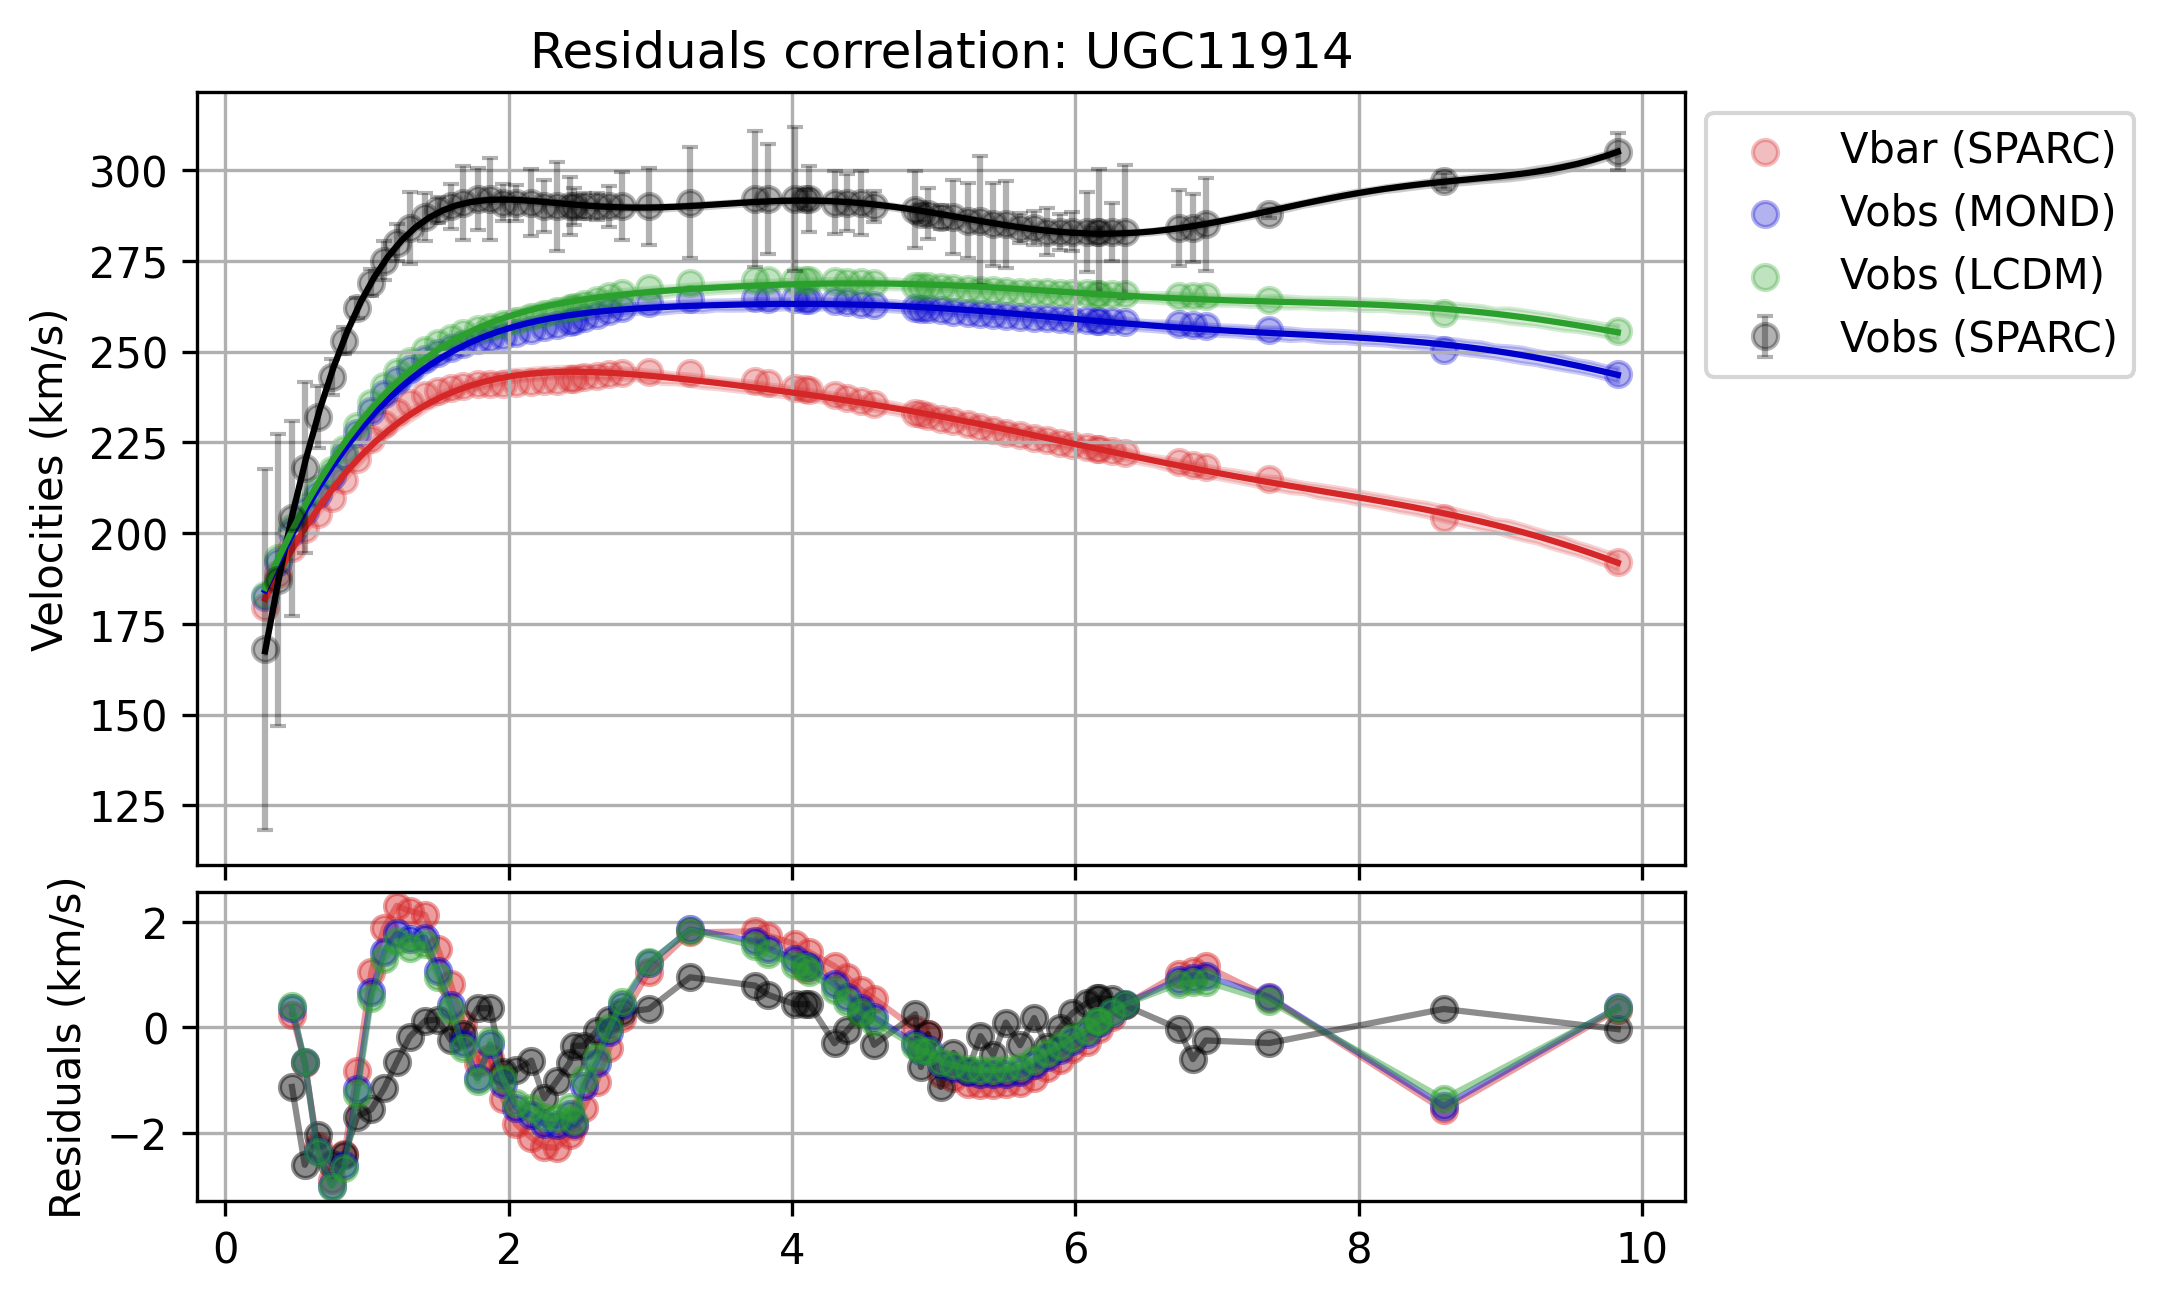 Residuals correlation: UGC11914
Velocities (km/s)
300
275
250
225
200
175
150
125
Vbar (SPARC)
Vobs (MOND)
Vobs (LCDM)
Vobs (SPARC)
Residuals (km/s)
2
0
−2
0 2 4 6 8 10